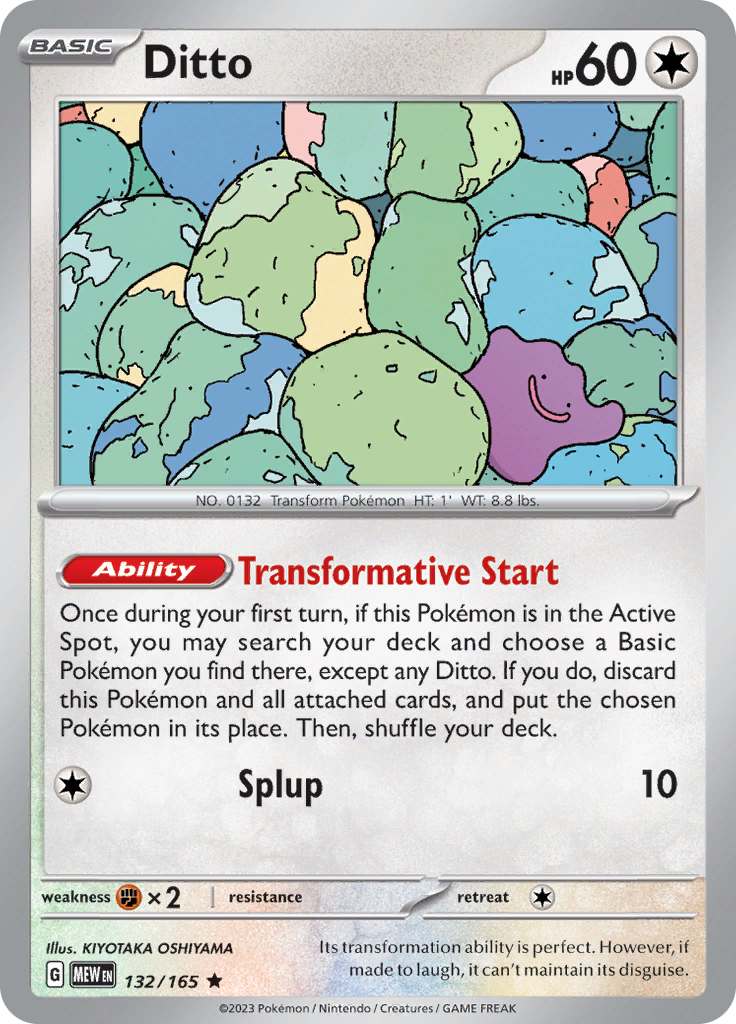 BASIC
Ditto
HP 60
NO. 0132 Transform Pokémon HT: 1' WT: 8.8 lbs.
Ability Transformative Start
Once during your first turn, if this Pokémon is in the Active
Spot, you may search your deck and choose a Basic
Pokémon you find there, except any Ditto. If you do, discard
this Pokémon and all attached cards, and put the chosen
Pokémon in its place. Then, shuffle your deck.
Splup 10
weakness ×2 resistance retreat
Illus. KIYOTAKA OSHIYAMA
Its transformation ability is perfect. However, if
made to laugh, it can't maintain its disguise.
G MEW EN 132/165 ★
©2023 Pokémon / Nintendo / Creatures / GAME FREAK